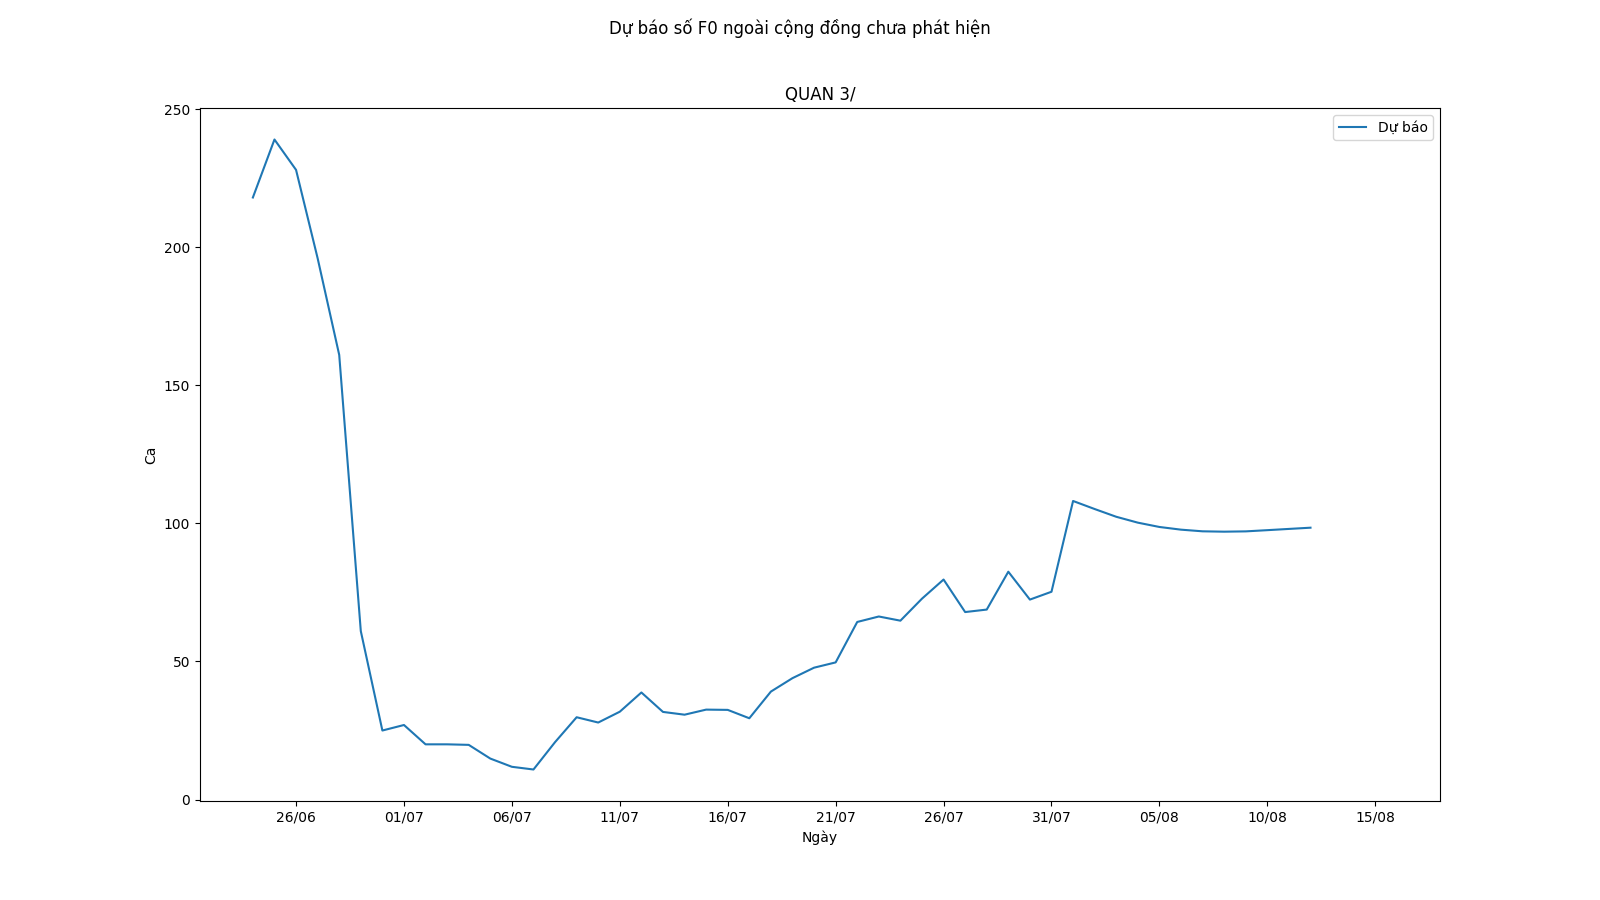 Dự báo số F0 ngoài cộng đồng chưa phát hiện
QUAN 3/
Dự báo
250
200
150
100
50
0
Ca
26/06 01/07 06/07 11/07 16/07 21/07 26/07 31/07 05/08 10/08 15/08
Ngày